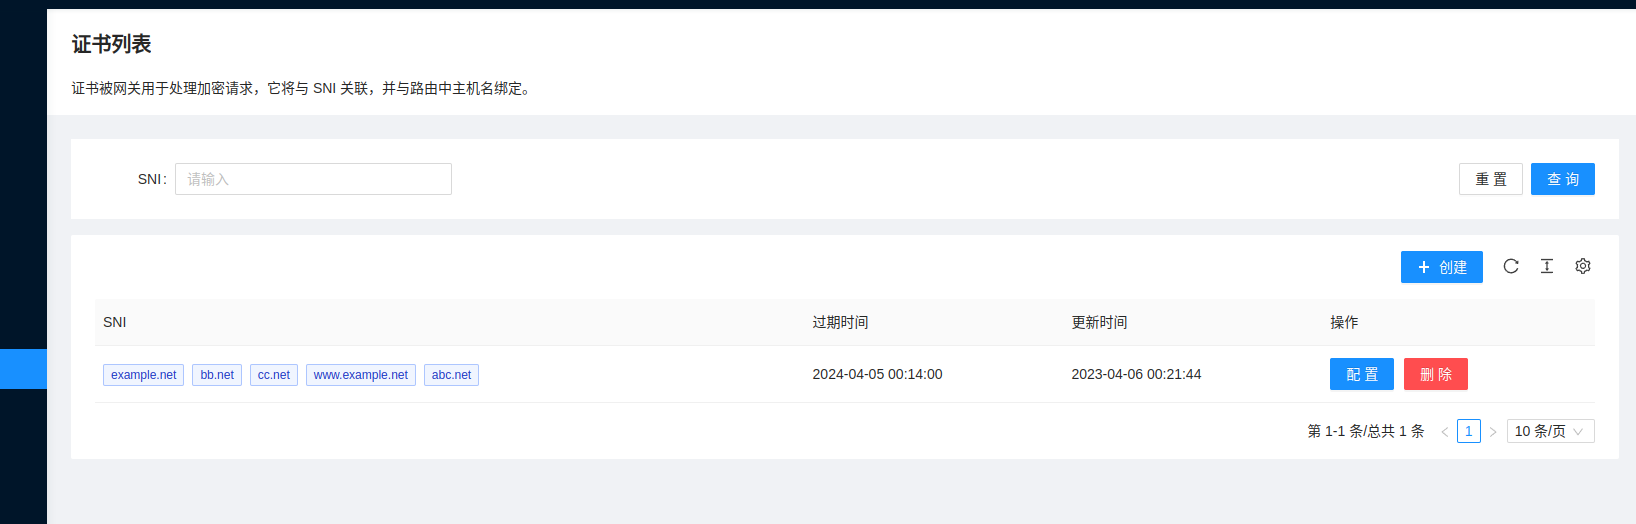 证书列表
证书被网关用于处理加密请求，它将与 SNI 关联，并与路由中主机名绑定。
SNI: 请输入 重 置 查 询
创建
SNI 过期时间 更新时间 操作
example.net bb.net cc.net www.example.net abc.net 2024-04-05 00:14:00 2023-04-06 00:21:44 配 置 删 除
第 1-1 条/总共 1 条 < 1 > 10 条/页